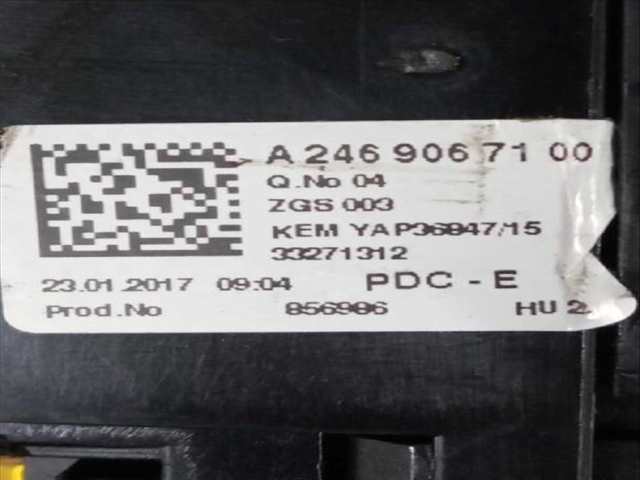 A 246 906 71 00
Q.No 04
ZGS 003
KEM YAP36947/15
33271312
23.01.2017 09:04 PDC - E
Prod.No 856986 HU 2